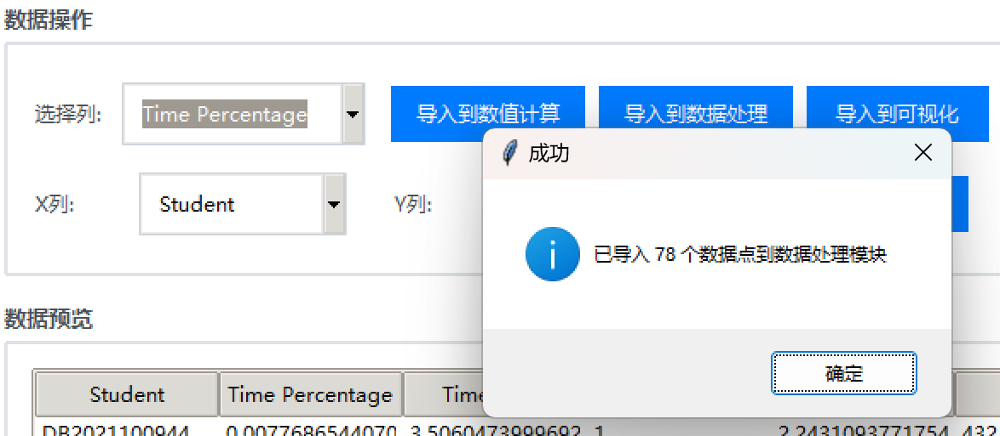 数据操作
选择列: Time Percentage 导入到数值计算 导入到数据处理 导入到可视化
成功
X列: Student Y列:
已导入 78 个数据点到数据处理模块
数据预览
确定
Student Time Percentage Time
DB2021100944 0.0077686544070 3.5060473999692 1 2.2431093771754 432